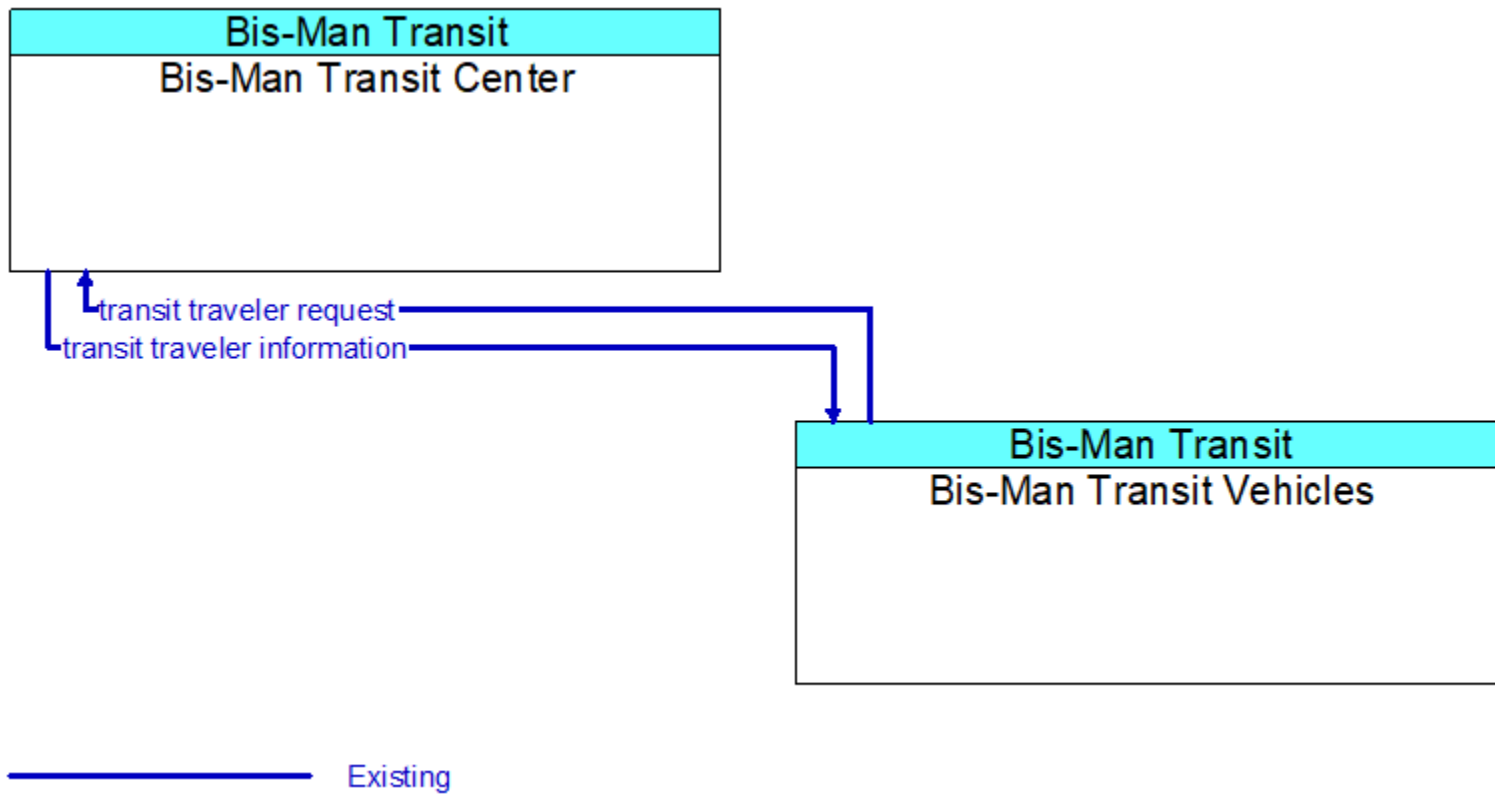 Bis-Man Transit
Bis-Man Transit Center
transit traveler request
transit traveler information
Bis-Man Transit
Bis-Man Transit Vehicles
Existing